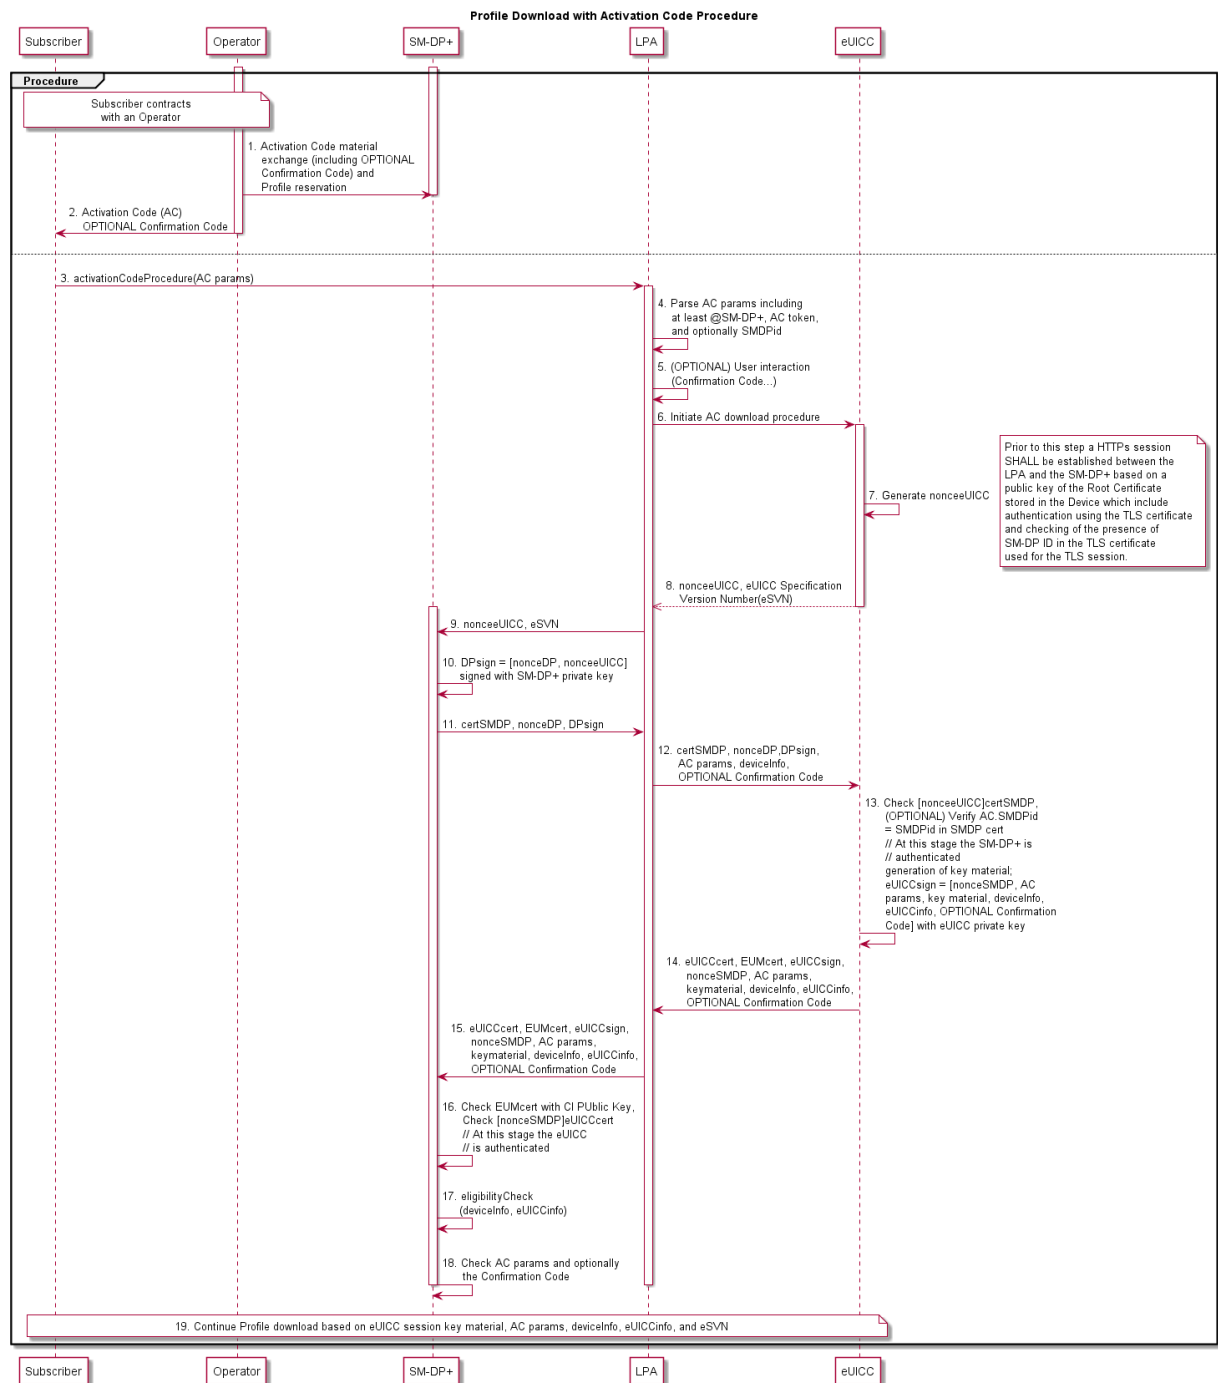 Profile Download with Activation Code Procedure
Subscriber
Operator
SM-DP+
LPA
eUICC
Procedure
Subscriber contracts
with an Operator
1. Activation Code material
exchange (including OPTIONAL
Confirmation Code) and
Profile reservation
2. Activation Code (AC)
OPTIONAL Confirmation Code
3. activationCodeProcedure(AC params)
4. Parse AC params including
at least @SM-DP+, AC token,
and optionally SMDPid
5. (OPTIONAL) User interaction
(Confirmation Code...)
6. Initiate AC download procedure
Prior to this step a HTTPs session
SHALL be established between the
LPA and the SM-DP+ based on a
public key of the Root Certificate
stored in the Device which include
authentication using the TLS certificate
and checking of the presence of
SM-DP ID in the TLS certificate
used for the TLS session.
7. Generate nonceeUICC
8. nonceeUICC, eUICC Specification
Version Number(eSVN)
9. nonceeUICC, eSVN
10. DPsign = [nonceDP, nonceeUICC]
signed with SM-DP+ private key
11. certSMDP, nonceDP, DPsign
12. certSMDP, nonceDP,DPsign,
AC params, deviceInfo,
OPTIONAL Confirmation Code
13. Check [nonceeUICC]certSMDP,
(OPTIONAL) Verify AC.SMDPid
= SMDPid in SMDP cert
// At this stage the SM-DP+ is
// authenticated
generation of key material;
eUICCsign = [nonceSMDP, AC
params, key material, deviceInfo,
eUICCinfo, OPTIONAL Confirmation
Code] with eUICC private key
14. eUICCcert, EUMcert, eUICCsign,
nonceSMDP, AC params,
keymaterial, deviceInfo, eUICCinfo,
OPTIONAL Confirmation Code
15. eUICCcert, EUMcert, eUICCsign,
nonceSMDP, AC params,
keymaterial, deviceInfo, eUICCinfo,
OPTIONAL Confirmation Code
16. Check EUMcert with CI PUblic Key,
Check [nonceSMDP]eUICCcert
// At this stage the eUICC
// is authenticated
17. eligibilityCheck
(deviceInfo, eUICCinfo)
18. Check AC params and optionally
the Confirmation Code
19. Continue Profile download based on eUICC session key material, AC params, deviceInfo, eUICCinfo, and eSVN
Subscriber
Operator
SM-DP+
LPA
eUICC